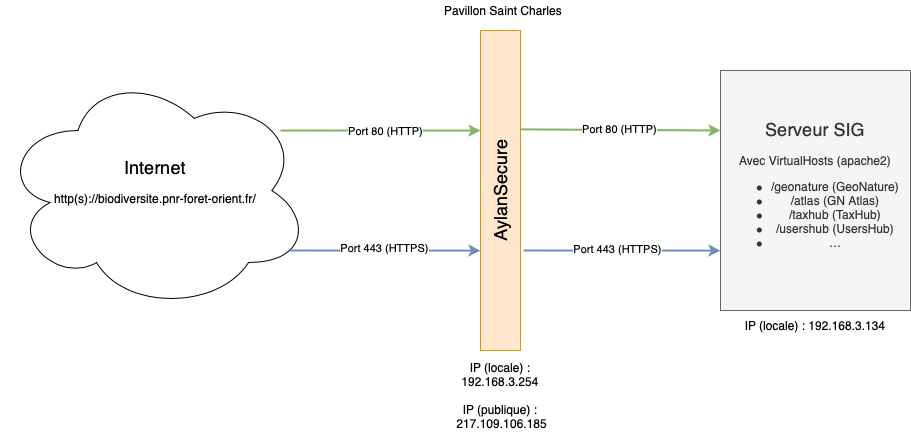 Pavillon Saint Charles
Internet
http(s)://biodiversite.pnr-foret-orient.fr/
Port 80 (HTTP)
Port 443 (HTTPS)
AylanSecure
Port 80 (HTTP)
Port 443 (HTTPS)
Serveur SIG
Avec VirtualHosts (apache2)
• /geonature (GeoNature)
• /atlas (GN Atlas)
• /taxhub (TaxHub)
• /usershub (UsersHub)
• ...
IP (locale) : 192.168.3.134
IP (locale) :
192.168.3.254
IP (publique) :
217.109.106.185